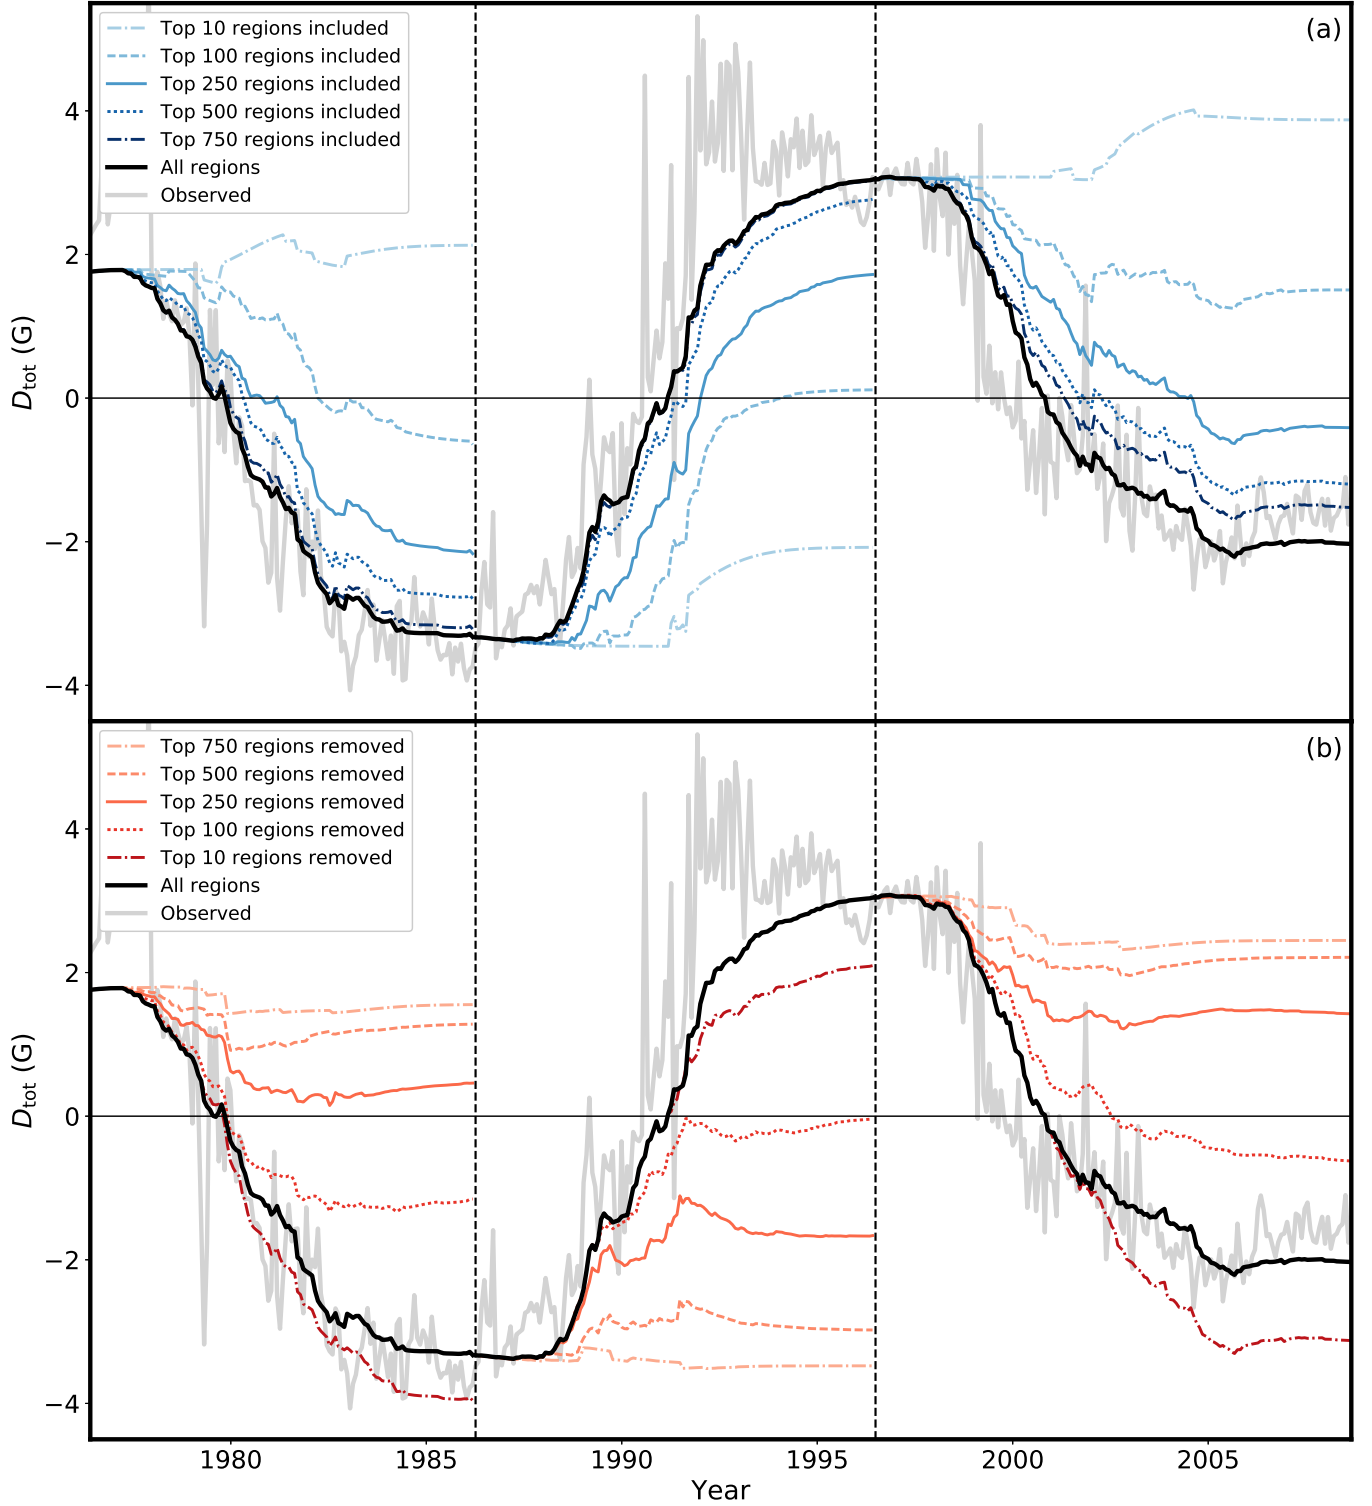 (a)
Top 10 regions included
Top 100 regions included
Top 250 regions included
Top 500 regions included
Top 750 regions included
All regions
Observed
4
2
0
−2
−4
D_tot (G)
(b)
Top 750 regions removed
Top 500 regions removed
Top 250 regions removed
Top 100 regions removed
Top 10 regions removed
All regions
Observed
4
2
0
−2
−4
D_tot (G)
1980 1985 1990 1995 2000 2005
Year